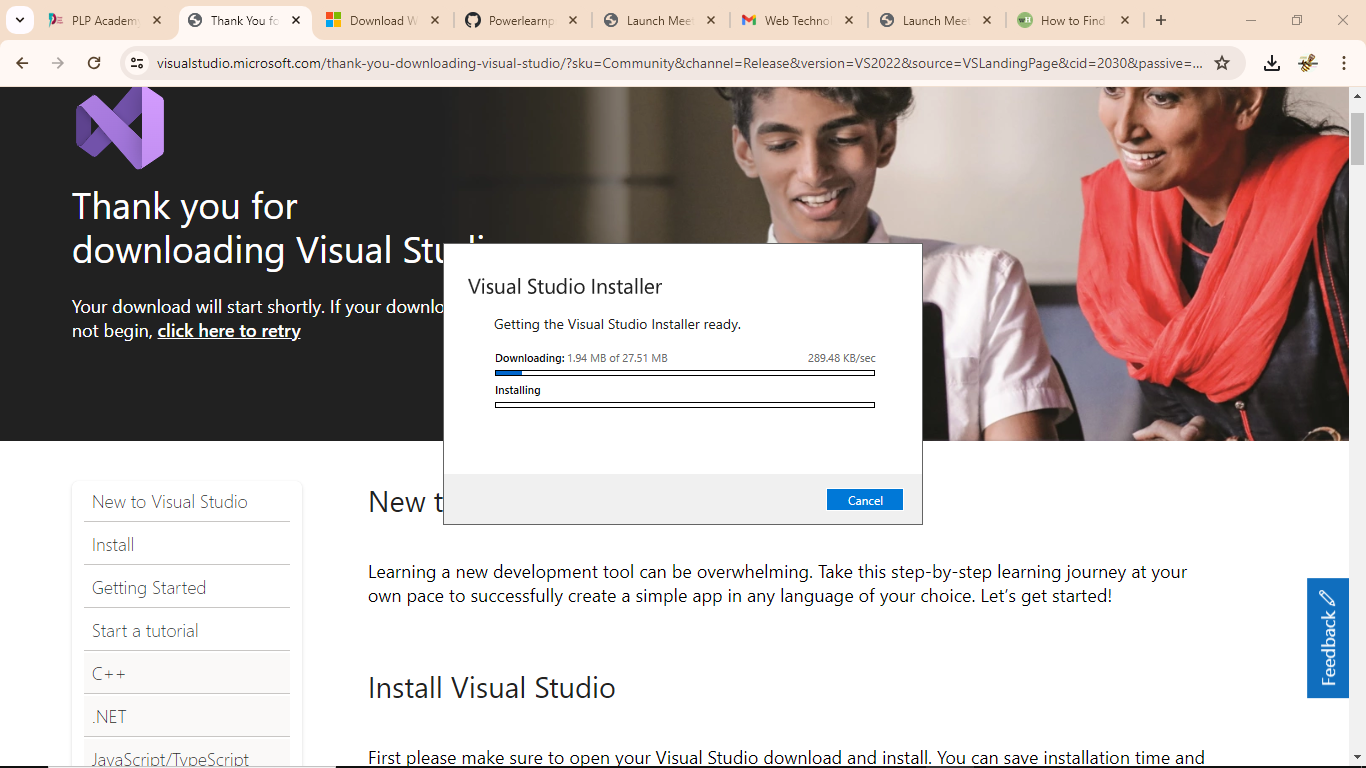 PLP Academy
Thank You fo
Download W
Powerlearnp
Launch Meet
Web Technol
Launch Meet
How to Find
visualstudio.microsoft.com/thank-you-downloading-visual-studio/?sku=Community&channel=Release&version=VS2022&source=VSLandingPage&cid=2030&passive=...
Thank you for
downloading Visual Studio
Your download will start shortly. If your downlo
not begin, click here to retry
Visual Studio Installer
Getting the Visual Studio Installer ready.
Downloading: 1.94 MB of 27.51 MB 289.48 KB/sec
Installing
Cancel
New to Visual Studio
Install
Getting Started
Start a tutorial
C++
.NET
JavaScript/TypeScript
New t
Learning a new development tool can be overwhelming. Take this step-by-step learning journey at your
own pace to successfully create a simple app in any language of your choice. Let's get started!
Install Visual Studio
First please make sure to open your Visual Studio download and install. You can save installation time and
Feedback